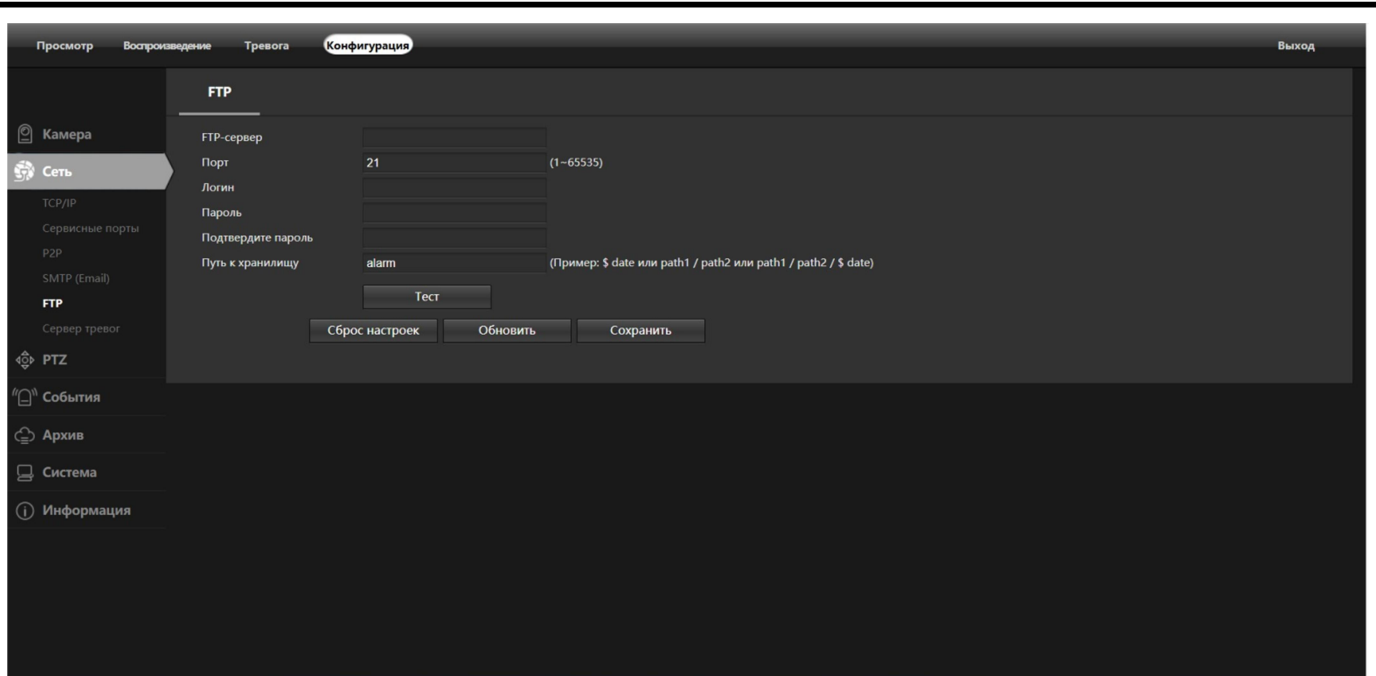 Просмотр Воспроизведение Тревога Конфигурация Выход
FTP
Камера
Сеть
TCP/IP
Сервисные порты
P2P
SMTP (Email)
FTP
Сервер тревог
PTZ
События
Архив
Система
Информация
FTP-сервер
Порт 21 (1~65535)
Логин
Пароль
Подтвердите пароль
Путь к хранилищу alarm (Пример: $ date или path1 / path2 или path1 / path2 / $ date)
Тест
Сброс настроек Обновить Сохранить